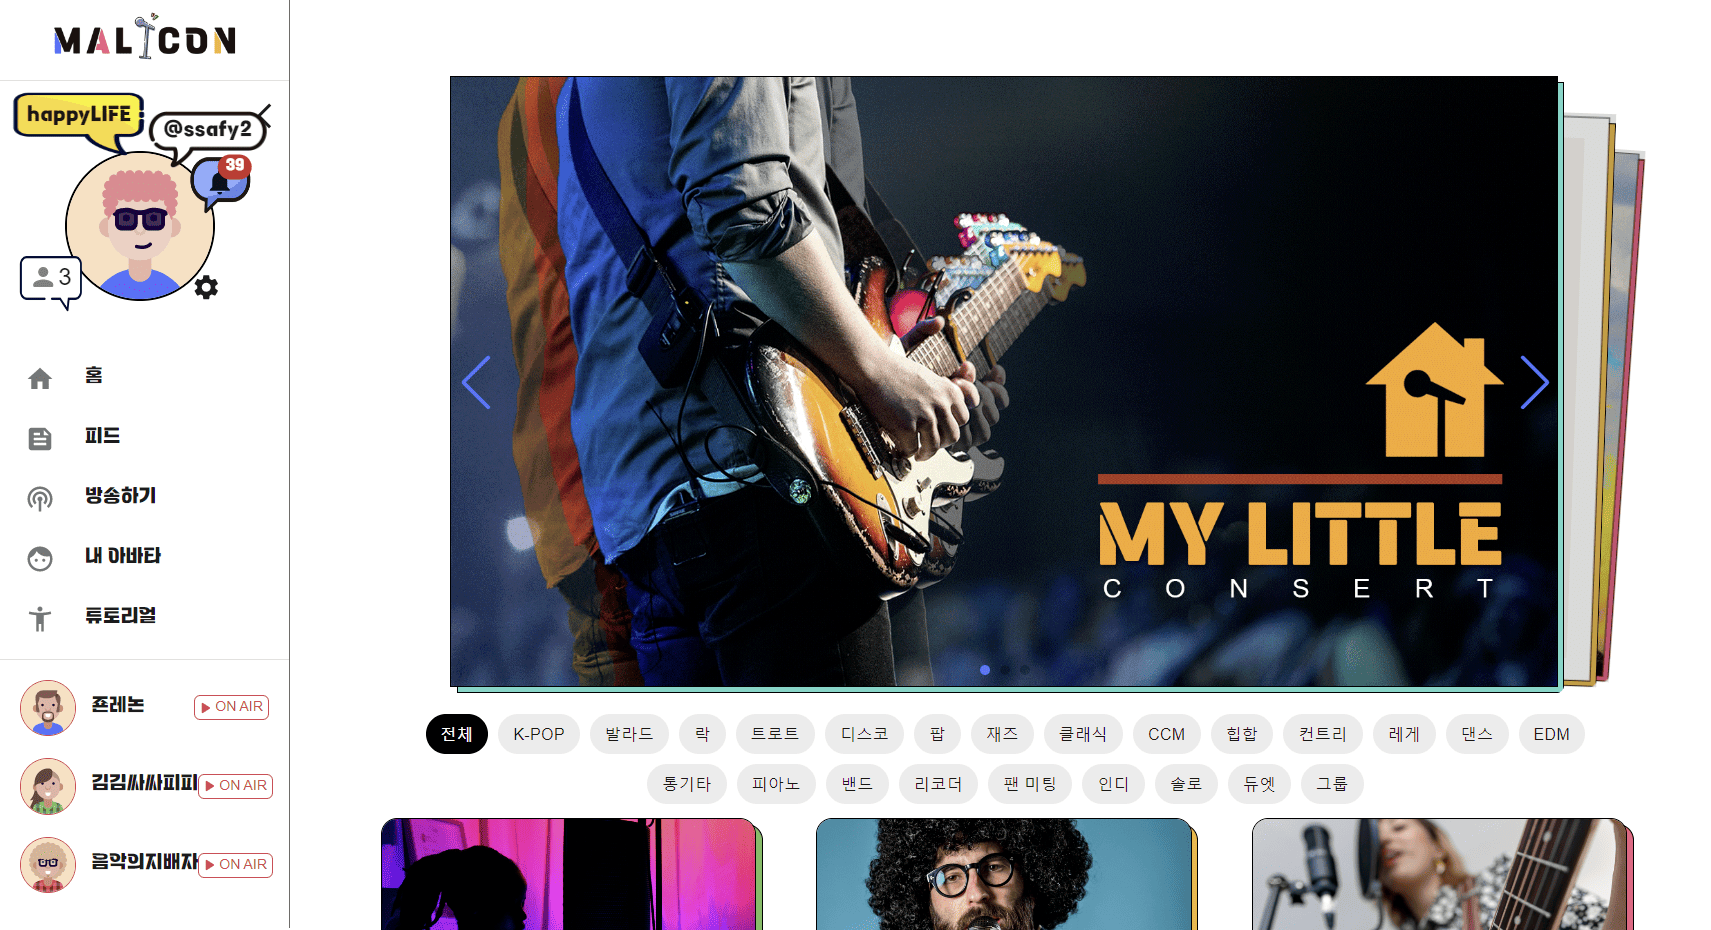 MALICON
happyLIFE
@ssafy2
39
3
홈
피드
방송하기
내 아바타
튜토리얼
죤레논
ON AIR
김김싸싸피피
ON AIR
음악의지배자
ON AIR
MY LITTLE
CONSERT
전체 K-POP 발라드 락 트로트 디스코 팝 재즈 클래식 CCM 힙합 컨트리 레게 댄스 EDM
통기타 피아노 밴드 리코더 팬 미팅 인디 솔로 듀엣 그룹